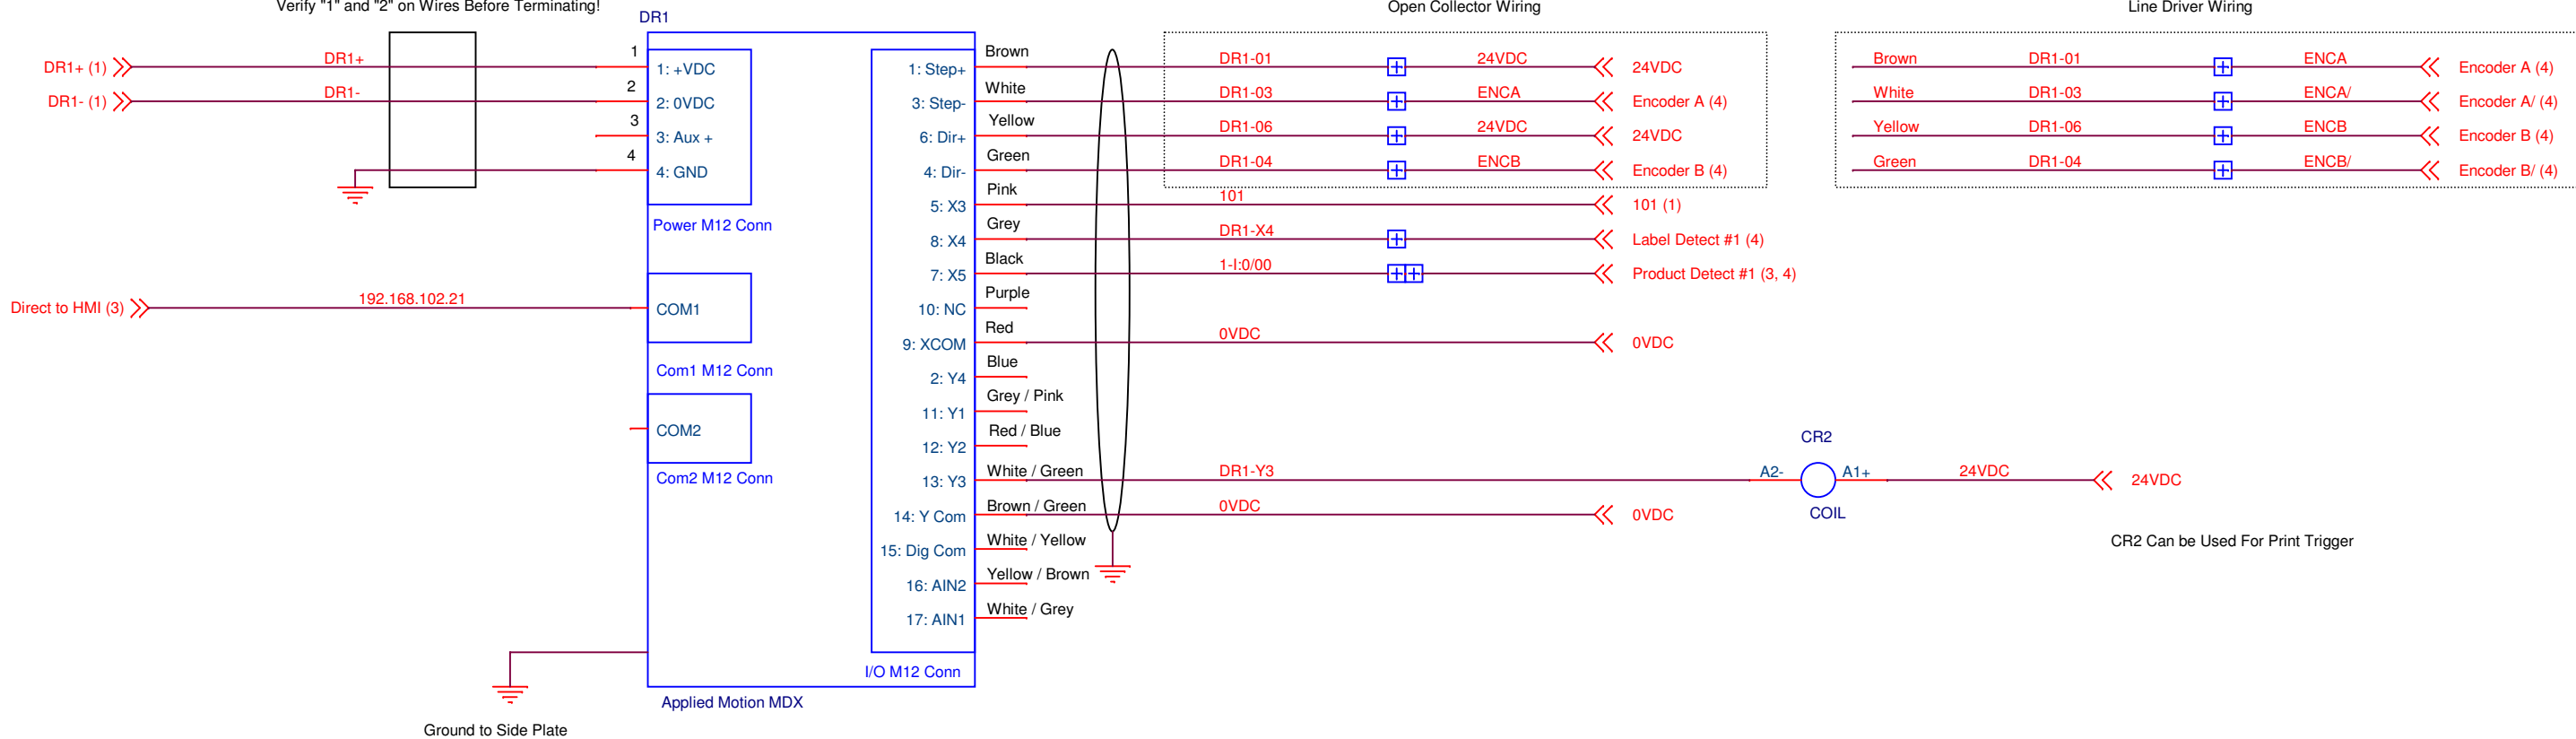 Verify "1" and "2" on Wires Before Terminating!
DR1
Open Collector Wiring
Line Driver Wiring
DR1+ (1)
DR1+
1
1: +VDC
DR1- (1)
DR1-
2
2: 0VDC
3
3: Aux +
4
4: GND
Power M12 Conn
Direct to HMI (3)
192.168.102.21
COM1
Com1 M12 Conn
COM2
Com2 M12 Conn
1: Step+
Brown
DR1-01
24VDC
24VDC
3: Step-
White
DR1-03
ENCA
Encoder A (4)
6: Dir+
Yellow
DR1-06
24VDC
24VDC
4: Dir-
Green
DR1-04
ENCB
Encoder B (4)
5: X3
Pink
101
101 (1)
8: X4
Grey
DR1-X4
Label Detect #1 (4)
7: X5
Black
1-I:0/00
Product Detect #1 (3, 4)
10: NC
Purple
9: XCOM
Red
0VDC
0VDC
2: Y4
Blue
11: Y1
Grey / Pink
12: Y2
Red / Blue
13: Y3
White / Green
DR1-Y3
A2-
CR2
COIL
A1+
24VDC
24VDC
14: Y Com
Brown / Green
0VDC
0VDC
15: Dig Com
White / Yellow
16: AIN2
Yellow / Brown
17: AIN1
White / Grey
I/O M12 Conn
Applied Motion MDX
Ground to Side Plate
CR2 Can be Used For Print Trigger
Brown
DR1-01
ENCA
Encoder A (4)
White
DR1-03
ENCA/
Encoder A/ (4)
Yellow
DR1-06
ENCB
Encoder B (4)
Green
DR1-04
ENCB/
Encoder B/ (4)